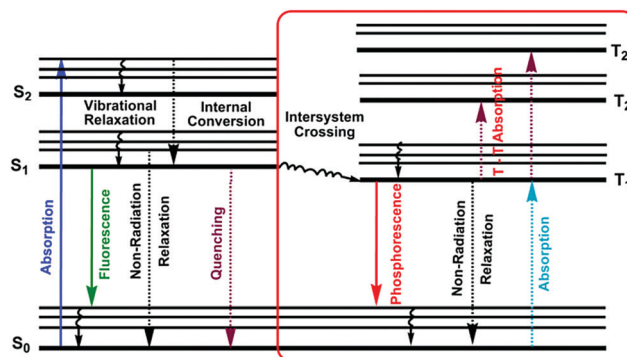 T2
S2
Vibrational
Relaxation
Internal
Conversion
Intersystem
Crossing
T2
T - T Absorption
S1
T
Absorption
Fluorescence
Non-Radiation
Relaxation
Quenching
Phosphorescence
Non-Radiation
Relaxation
Absorption
S0